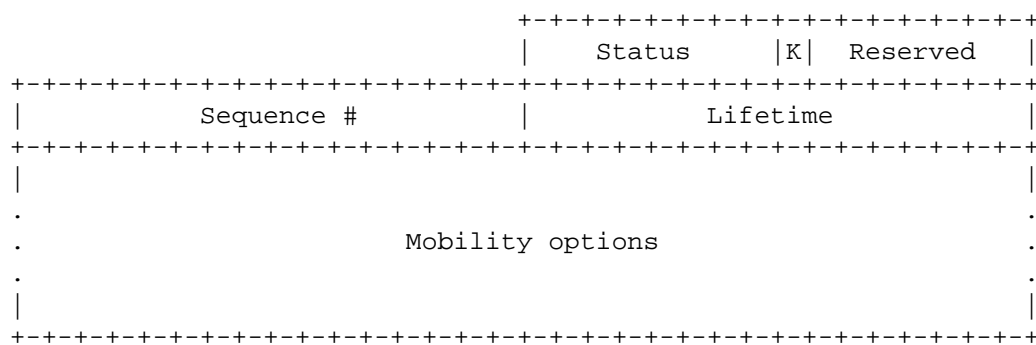 +-+-+-+-+-+-+-+-+-+-+-+-+-+-+-+-+
                                |    Status     |K|  Reserved   |
+-+-+-+-+-+-+-+-+-+-+-+-+-+-+-+-+-+-+-+-+-+-+-+-+-+-+-+-+-+-+-+-+
|           Sequence #          |           Lifetime            |
+-+-+-+-+-+-+-+-+-+-+-+-+-+-+-+-+-+-+-+-+-+-+-+-+-+-+-+-+-+-+-+-+
|                                                               |
.                                                               .
.                        Mobility options                       .
.                                                               .
|                                                               |
+-+-+-+-+-+-+-+-+-+-+-+-+-+-+-+-+-+-+-+-+-+-+-+-+-+-+-+-+-+-+-+-+